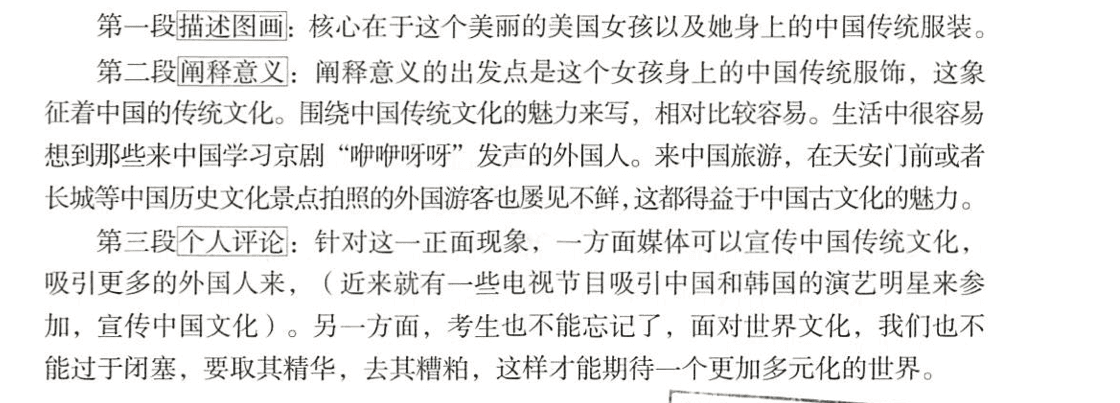 第一段描述图画：核心在于这个美丽的美国女孩以及她身上的中国传统服装。
第二段阐释意义：阐释意义的出发点是这个女孩身上的中国传统服饰，这象
征着中国的传统文化。围绕中国传统文化的魅力来写，相对比较容易。生活中很容易
想到那些来中国学习京剧“咿咿呀呀”发声的外国人。来中国旅游，在天安门前或者
长城等中国历史文化景点拍照的外国游客也屡见不鲜，这都得益于中国古文化的魅力。
第三段个人评论：针对这一正面现象，一方面媒体可以宣传中国传统文化，
吸引更多的外国人来，（近来就有一些电视节目吸引中国和韩国的演艺明星来参
加，宣传中国文化）。另一方面，考生也不能忘记了，面对世界文化，我们也不
能过于闭塞，要取其精华，去其糟粕，这样才能期待一个更加多元化的世界。